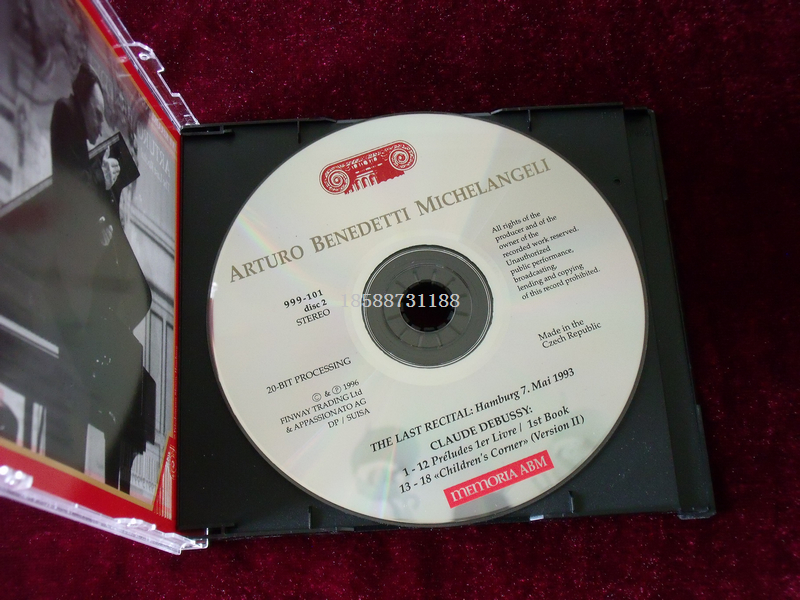 ARTURO BENEDETTI MICHELANGELI
All rights of the
producer and of the
owner of the
recorded work reserved.
Unauthorized
public performance,
broadcasting,
lending and copying
of this record prohibited.
999-101
disc 2
STEREO
18588731188
Made in the
Czech Republic
20-BIT PROCESSING
© & ℗ 1996
FINWAY TRADING Ltd
& APPASSIONATO AG
DP / SUISA
THE LAST RECITAL: Hamburg 7. Mai 1993
CLAUDE DEBUSSY:
1 - 12 Préludes 1er Livre / 1st Book
13 - 18 «Children's Corner» (Version II)
MEMORIA ABM